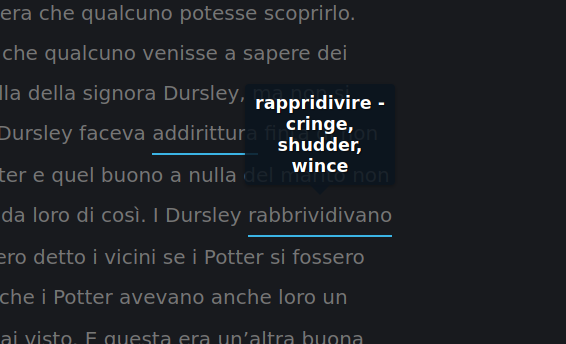 era che qualcuno potesse scoprirlo.
che qualcuno venisse a sapere dei
lla della signora Dursley, ma non si
Dursley faceva addirittura non
ter e quel buono a nulla del marito non
da loro di così. I Dursley rabbrividivano
ero detto i vicini se i Potter si fossero
che i Potter avevano anche loro un
ai visto. E questa era un'altra buona
rappridivire -
cringe,
shudder,
wince